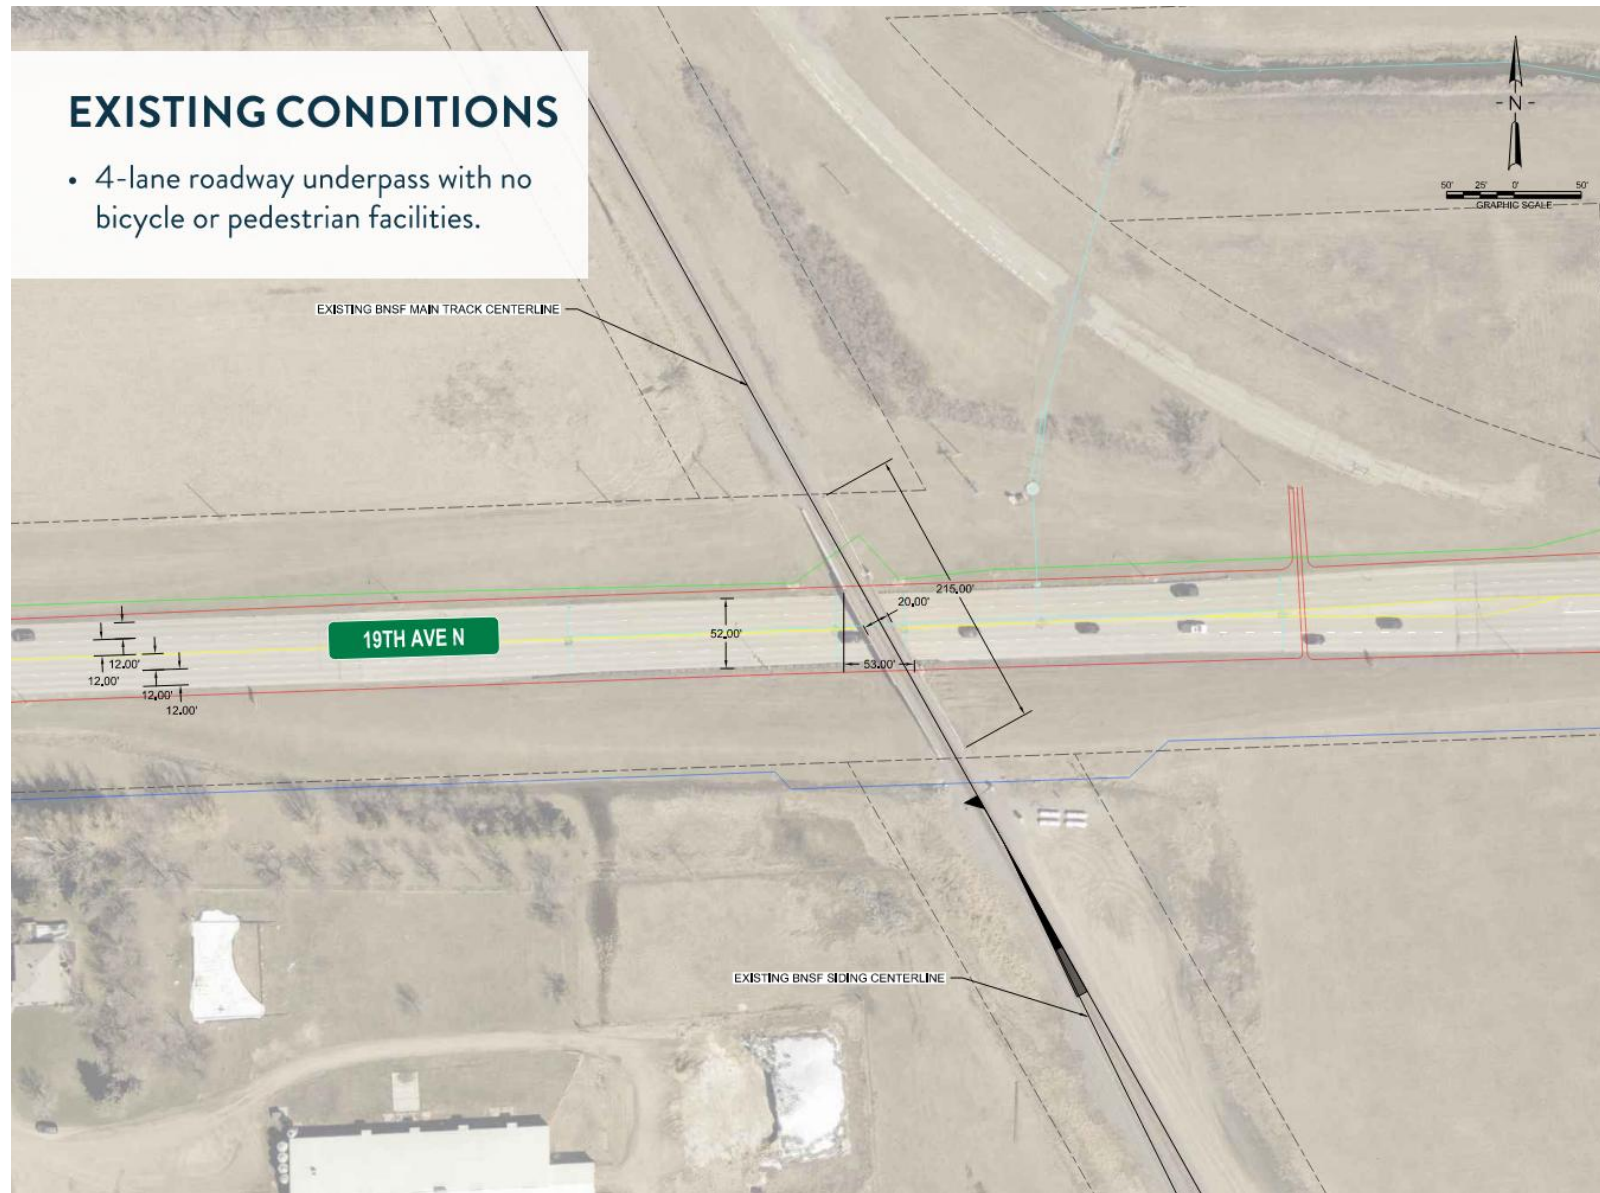 EXISTING CONDITIONS
• 4-lane roadway underpass with no
bicycle or pedestrian facilities.
- N -
50' 25' 0' 50'
GRAPHIC SCALE
EXISTING BNSF MAIN TRACK CENTERLINE
215.00'
20.00'
52.00'
19TH AVE N
53.00'
12.00'
12.00'
12.00'
12.00'
EXISTING BNSF SIDING CENTERLINE